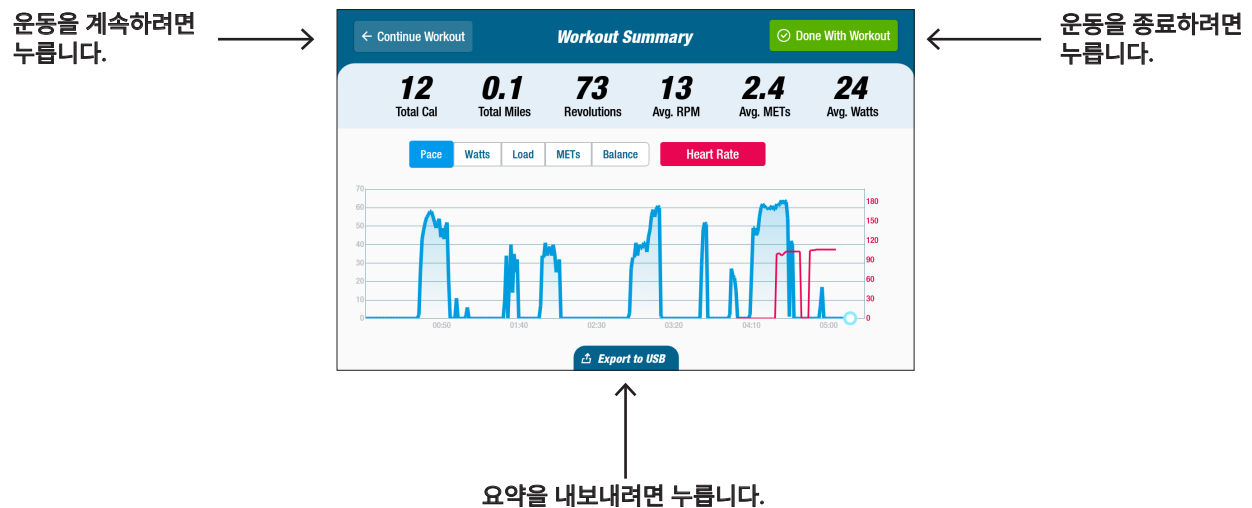 운동을 계속하려면
누릅니다.
Continue Workout
Workout Summary
Done With Workout
운동을 종료하려면
누릅니다.
12 0.1 73 13 2.4 24
Total Cal Total Miles Revolutions Avg. RPM Avg. METs Avg. Watts
Pace Watts Load METs Balance Heart Rate
70
60
50
40
30
20
10
0
180
150
120
90
60
30
0
00:50 01:40 02:30 03:20 04:10 05:00
Export to USB
요약을 내보내려면 누릅니다.